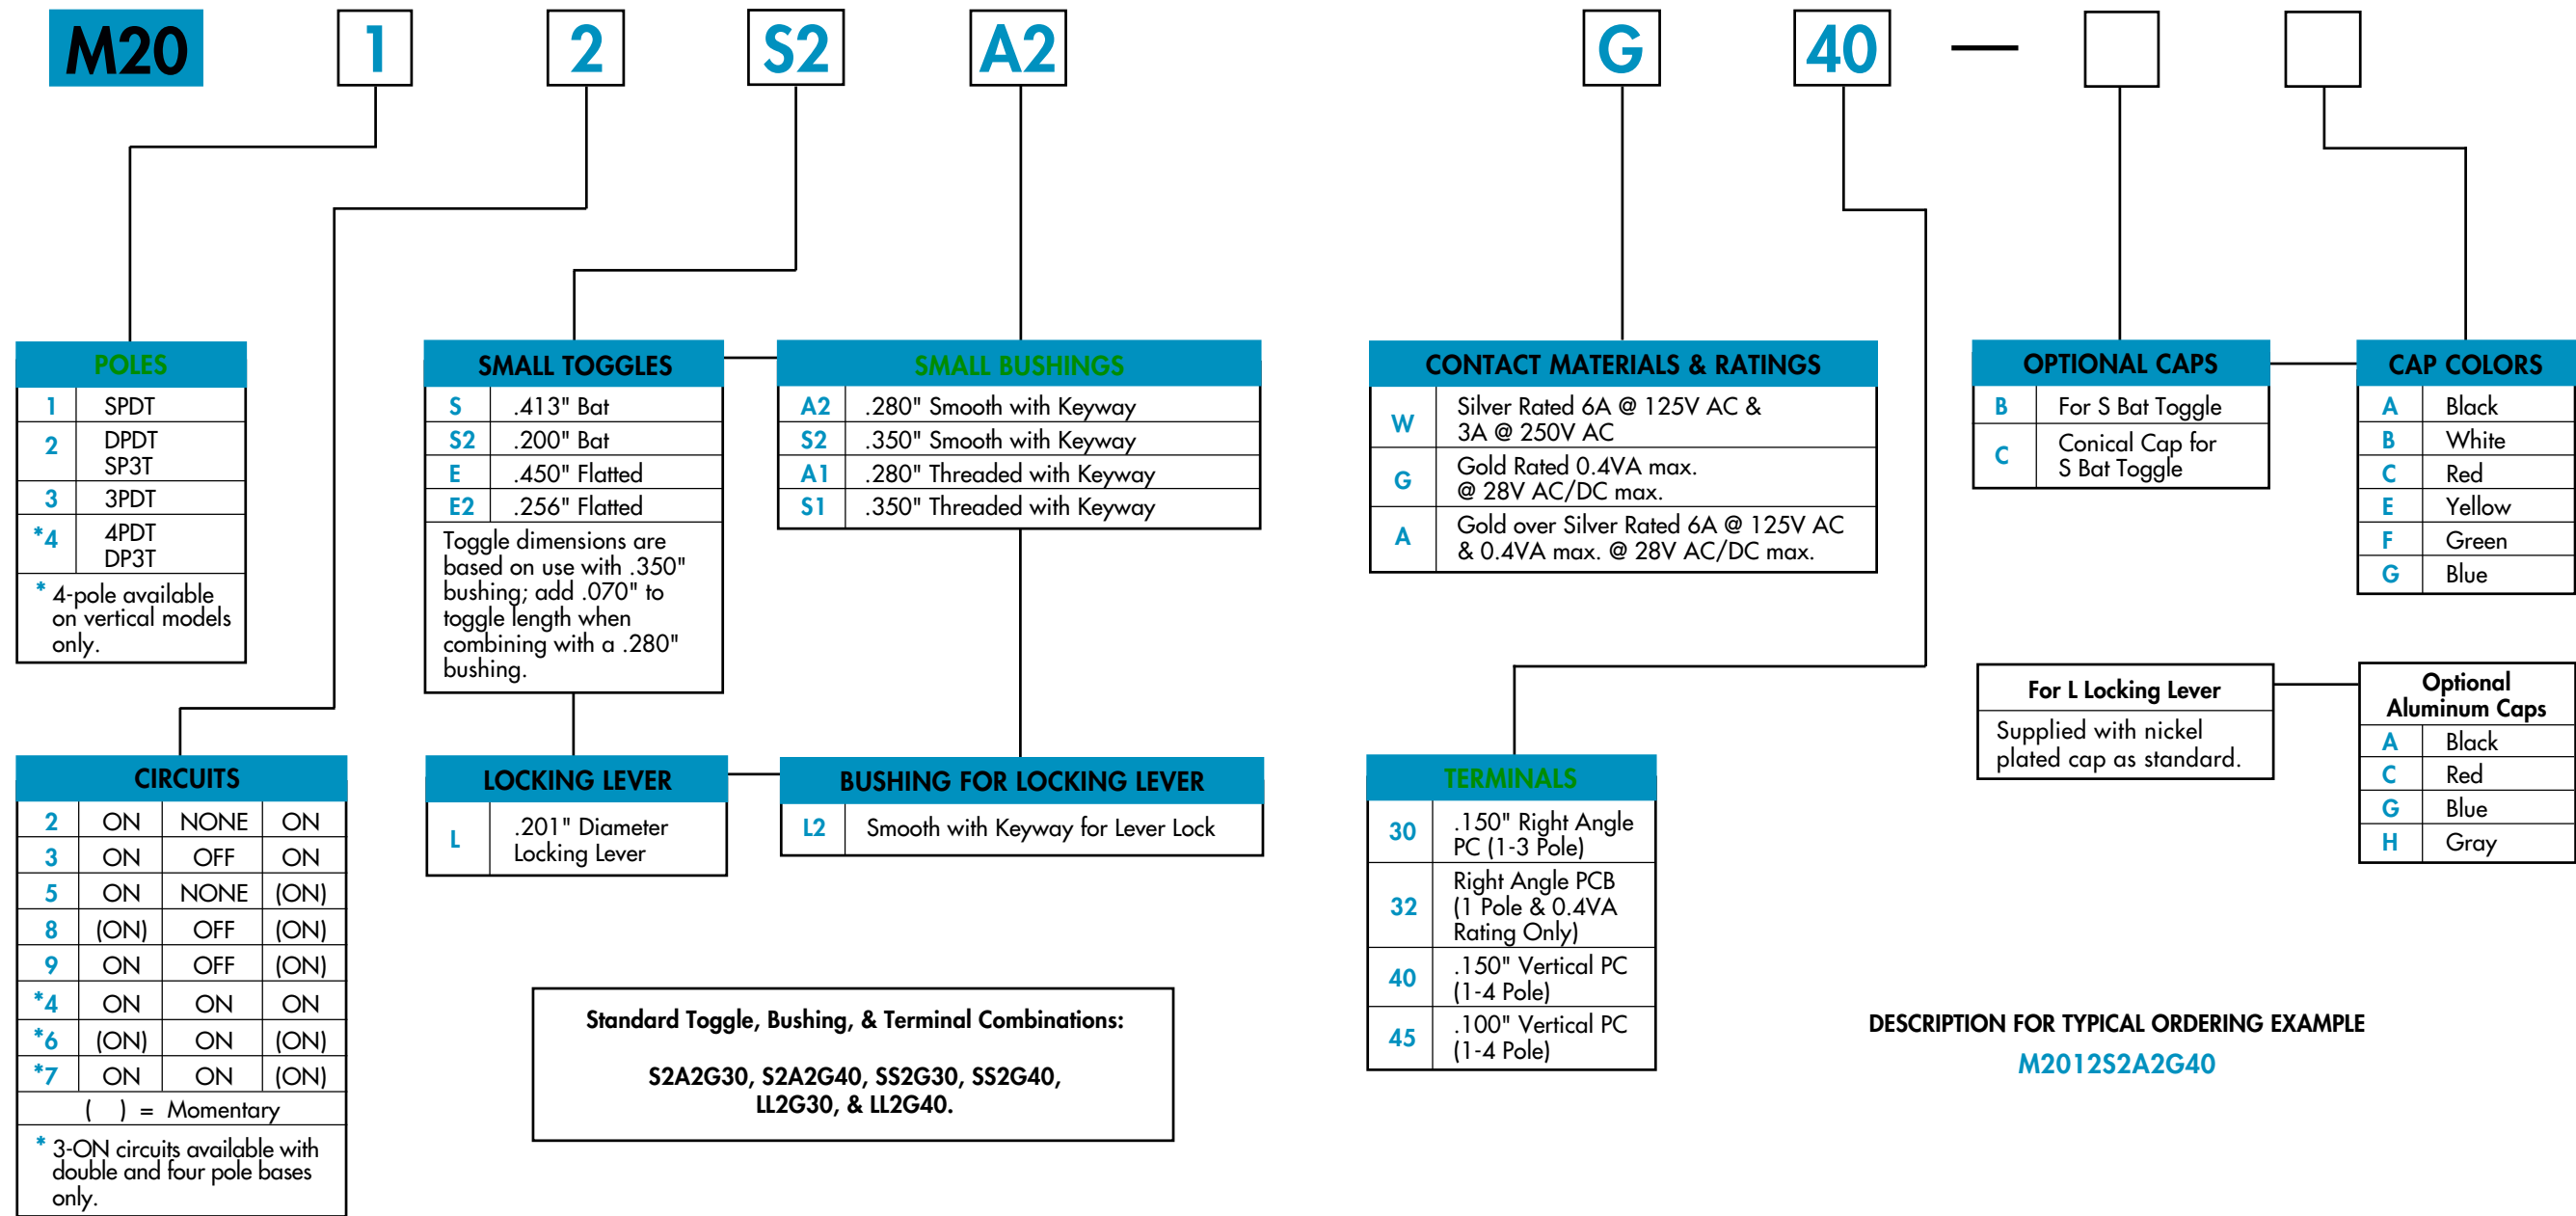 M20 1 2 S2 A2 G 40 —
POLES
1 SPDT
2 DPDT
SP3T
3 3PDT
*4 4PDT
DP3T
* 4-pole available
on vertical models
only.
CIRCUITS
2 ON NONE ON
3 ON OFF ON
5 ON NONE (ON)
8 (ON) OFF (ON)
9 ON OFF (ON)
*4 ON ON ON
*6 (ON) ON (ON)
*7 ON ON (ON)
( ) = Momentary
* 3-ON circuits available with
double and four pole bases
only.
SMALL TOGGLES
S .413" Bat
S2 .200" Bat
E .450" Flatted
E2 .256" Flatted
Toggle dimensions are
based on use with .350"
bushing; add .070" to
toggle length when
combining with a .280"
bushing.
SMALL BUSHINGS
A2 .280" Smooth with Keyway
S2 .350" Smooth with Keyway
A1 .280" Threaded with Keyway
S1 .350" Threaded with Keyway
LOCKING LEVER
L .201" Diameter
Locking Lever
BUSHING FOR LOCKING LEVER
L2 Smooth with Keyway for Lever Lock
Standard Toggle, Bushing, & Terminal Combinations:
S2A2G30, S2A2G40, SS2G30, SS2G40,
LL2G30, & LL2G40.
CONTACT MATERIALS & RATINGS
W Silver Rated 6A @ 125V AC &
3A @ 250V AC
G Gold Rated 0.4VA max.
@ 28V AC/DC max.
A Gold over Silver Rated 6A @ 125V AC
& 0.4VA max. @ 28V AC/DC max.
TERMINALS
30 .150" Right Angle
PC (1-3 Pole)
32 Right Angle PCB
(1 Pole & 0.4VA
Rating Only)
40 .150" Vertical PC
(1-4 Pole)
45 .100" Vertical PC
(1-4 Pole)
OPTIONAL CAPS
B For S Bat Toggle
C Conical Cap for
S Bat Toggle
CAP COLORS
A Black
B White
C Red
E Yellow
F Green
G Blue
For L Locking Lever
Supplied with nickel
plated cap as standard.
Optional
Aluminum Caps
A Black
C Red
G Blue
H Gray
DESCRIPTION FOR TYPICAL ORDERING EXAMPLE
M2012S2A2G40